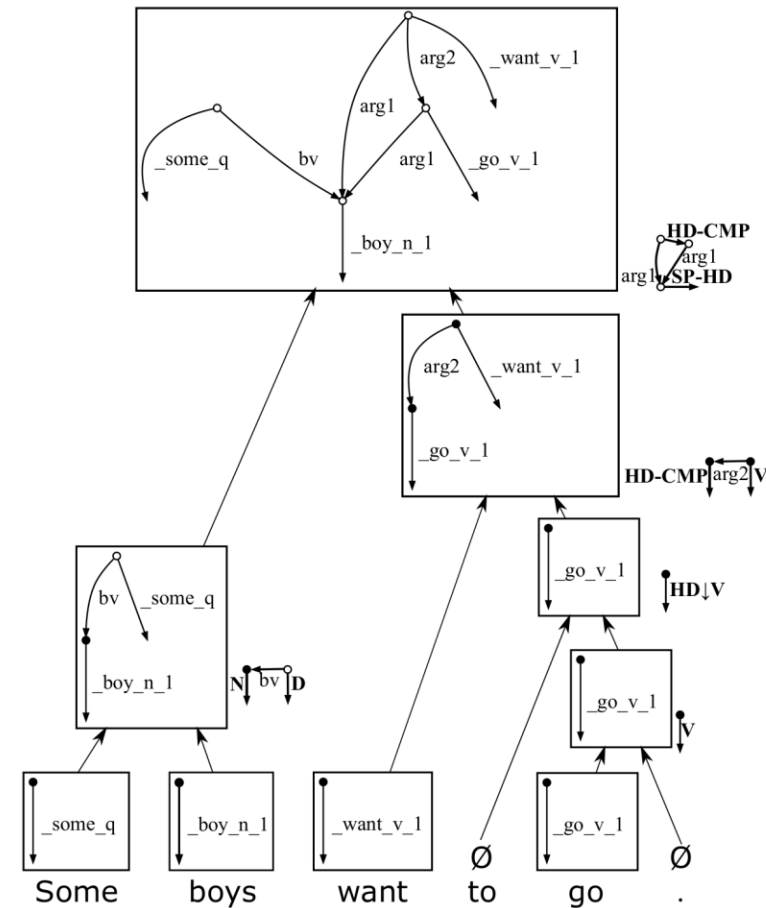 arg2 _want_v_1
arg1
_some_q bv arg1 _go_v_1
_boy_n_1
HD-CMP
arg1
arg1 SP-HD
arg2 _want_v_1
_go_v_1
HD-CMP arg2 V
_go_v_1
HD↓V
bv _some_q
_boy_n_1
N bv D
_go_v_1
V
_some_q _boy_n_1 _want_v_1 _go_v_1
Ø Ø
Some boys want to go .